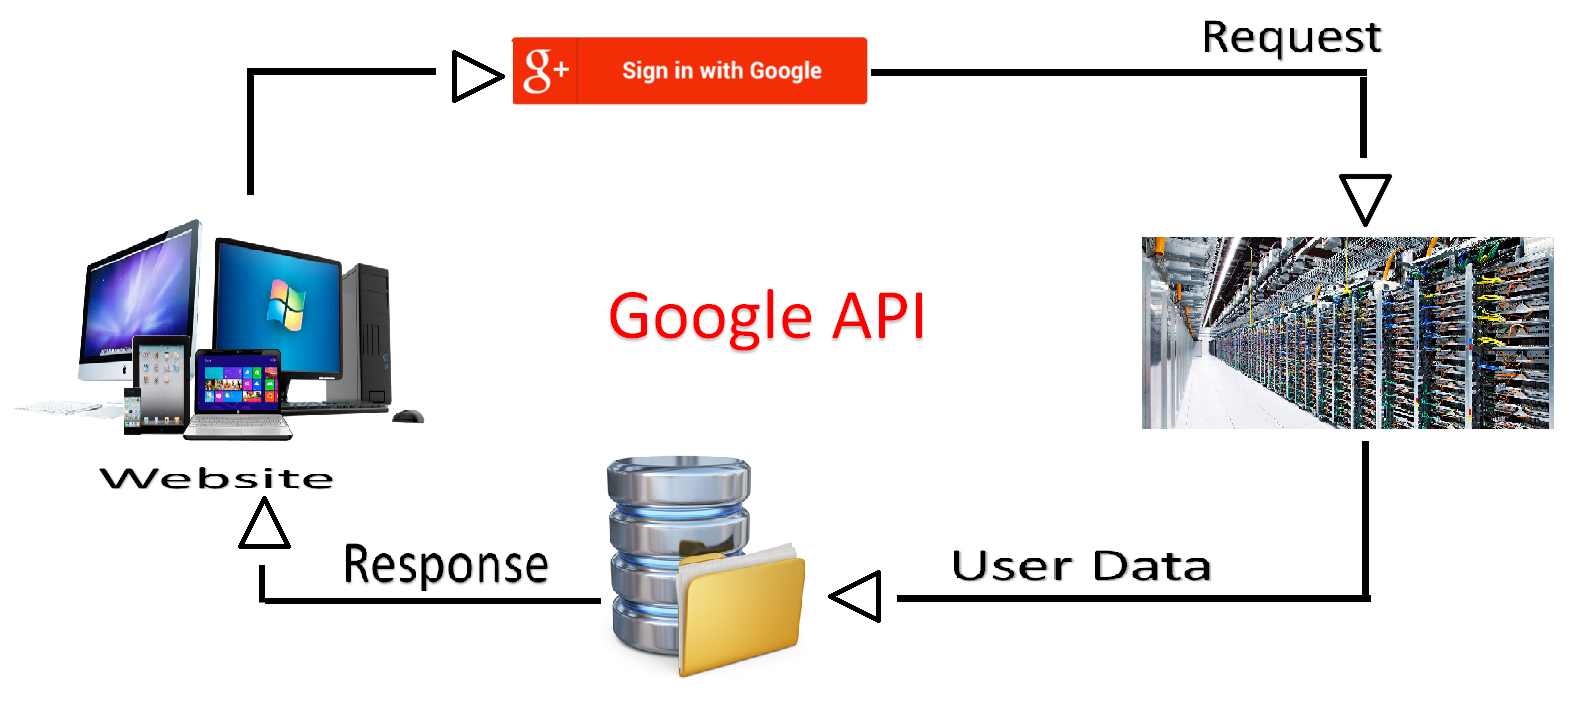 Request
g+ Sign in with Google
Google API
Website
Response
User Data